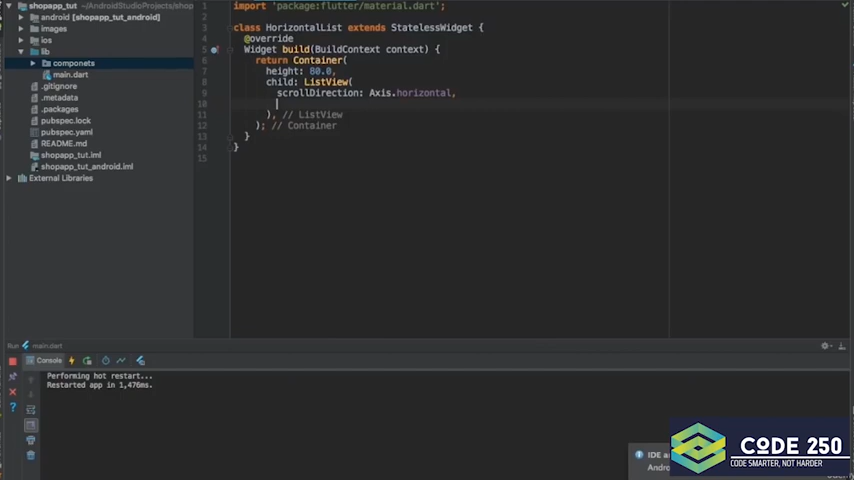 shopapp_tut ~/AndroidStudioProjects/shop
android [shopapp_tut_android]
images
ios
lib
componets
main.dart
.gitignore
.metadata
.packages
pubspec.lock
pubspec.yaml
README.md
shopapp_tut.iml
shopapp_tut_android.iml
External Libraries
1 import 'package:flutter/material.dart';
2
3 class HorizontalList extends StatelessWidget {
4 @override
5 Widget build(BuildContext context) {
6 return Container(
7 height: 80.0,
8 child: ListView(
9 scrollDirection: Axis.horizontal,
10
11 ), // ListView
12 ); // Container
13 }
14 }
15
Run: main.dart
Console
Performing hot restart...
Restarted app in 1,476ms.
IDE a
Andro
CODE 250
CODE SMARTER, NOT HARDER